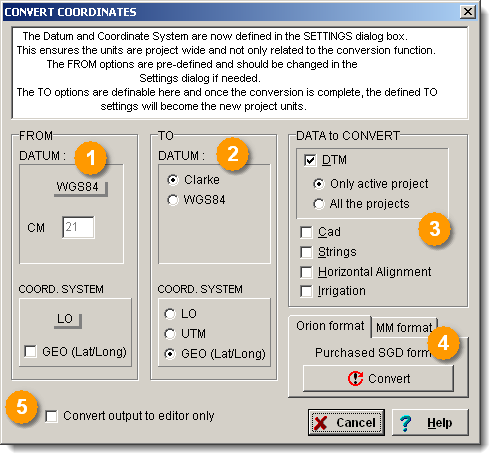 CONVERT COORDINATES
The Datum and Coordinate System are now defined in the SETTINGS dialog box.
This ensures the units are project wide and not only related to the conversion function.
The FROM options are pre-defined and should be changed in the
Settings dialog if needed.
The TO options are definable here and once the conversion is complete, the defined TO
settings will become the new project units.
FROM
DATUM :
1
WGS84
CM 21
COORD. SYSTEM
LO
GEO (Lat/Long)
TO
DATUM :
2
Clarke
WGS84
COORD. SYSTEM
LO
UTM
GEO (Lat/Long)
DATA to CONVERT
DTM
Only active project
All the projects
3
Cad
Strings
Horizontal Alignment
Irrigation
Orion format
MM format
4
Purchased SGD form
Convert
5
Convert output to editor only
Cancel
Help